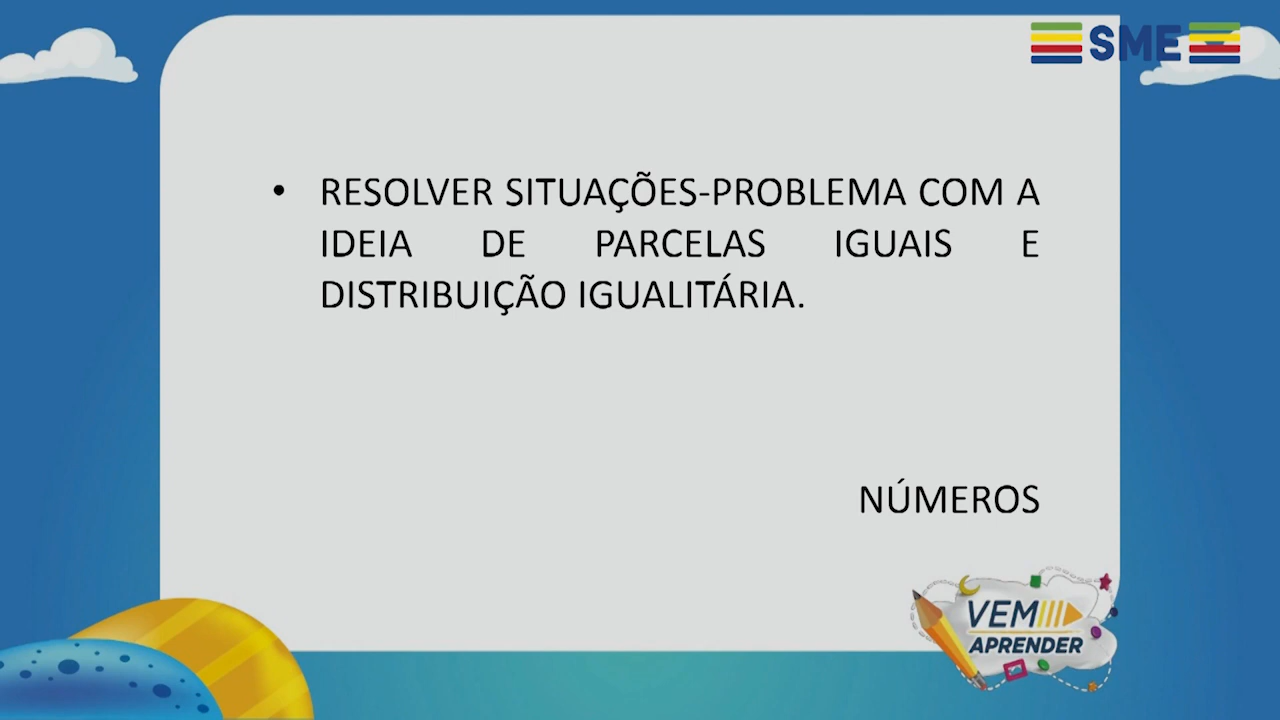 SME
• RESOLVER SITUAÇÕES-PROBLEMA COM A
IDEIA DE PARCELAS IGUAIS E
DISTRIBUIÇÃO IGUALITÁRIA.
NÚMEROS
VEM
APRENDER